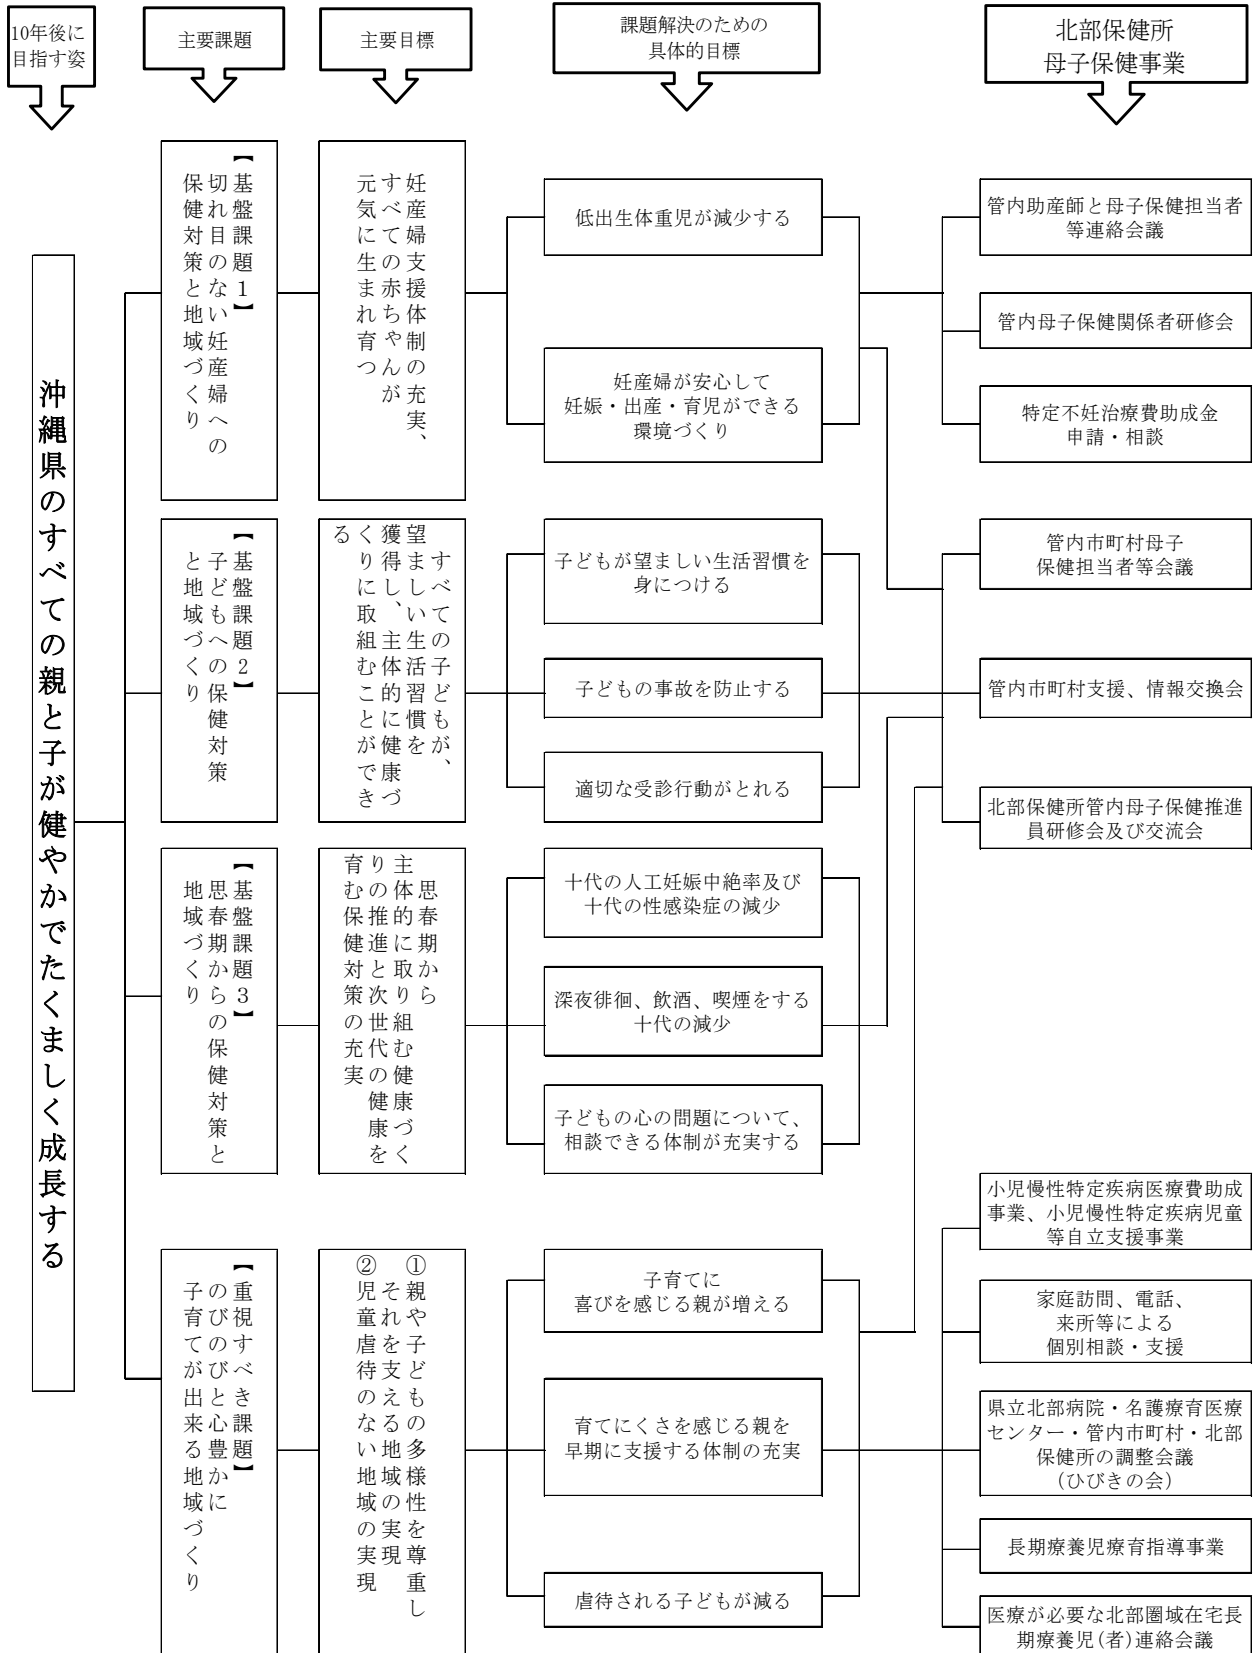 10年後に
目指す姿
主要課題
主要目標
課題解決のための
具体的目標
北部保健所
母子保健事業
沖縄県のすべての親と子が健やかでたくましく成長する
【基盤課題1】
切れ目のない妊産婦への
保健対策と地域づくり
妊産婦支援体制の充実、
すべての赤ちゃんが
元気に生まれ育つ
低出生体重児が減少する
妊産婦が安心して
妊娠・出産・育児ができる
環境づくり
管内助産師と母子保健担当者
等連絡会議
管内母子保健関係者研修会
特定不妊治療費助成金
申請・相談
【基盤課題2】
子どもへの保健対策
と地域づくり
すべての子どもが、
望ましい生活習慣を
獲得し、主体的に健康づ
くりに取組むことができ
る
子どもが望ましい生活習慣を
身につける
子どもの事故を防止する
適切な受診行動がとれる
管内市町村母子
保健担当者等会議
管内市町村支援、情報交換会
北部保健所管内母子保健推進
員研修会及び交流会
【基盤課題3】
思春期からの保健対策と
地域づくり
思春期から
主体的に取り組む健康づく
りの推進と次世代の健康を
育む保健対策の充実
十代の人工妊娠中絶率及び
十代の性感染症の減少
深夜徘徊、飲酒、喫煙をする
十代の減少
子どもの心の問題について、
相談できる体制が充実する
【重視すべき課題】
のびのびと心豊かに
子育てが出来る地域づくり
①親や子どもの多様性を尊重し
それを支える地域の実現
②児童虐待のない地域の実現
子育てに
喜びを感じる親が増える
育てにくさを感じる親を
早期に支援する体制の充実
虐待される子どもが減る
小児慢性特定疾病医療費助成
事業、小児慢性特定疾病児童
等自立支援事業
家庭訪問、電話、
来所等による
個別相談・支援
県立北部病院・名護療育医療
センター・管内市町村・北部
保健所の調整会議
(ひびきの会)
長期療養児療育指導事業
医療が必要な北部圏域在宅長
期療養児(者)連絡会議